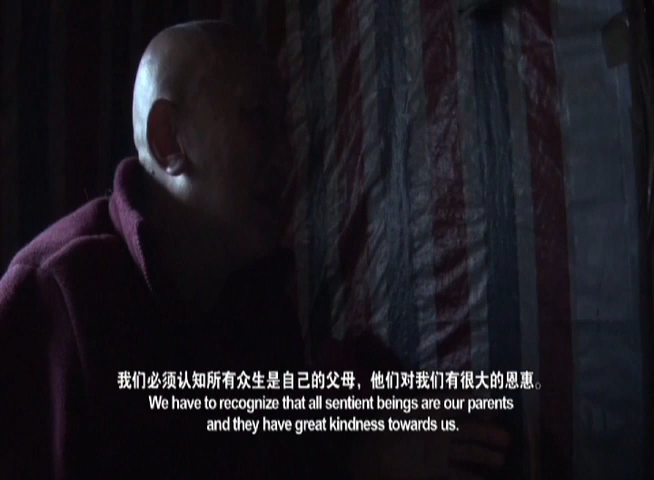 我们必须认知所有众生是自己的父母，他们对我们有很大的恩惠。
We have to recognize that all sentient beings are our parents
and they have great kindness towards us.